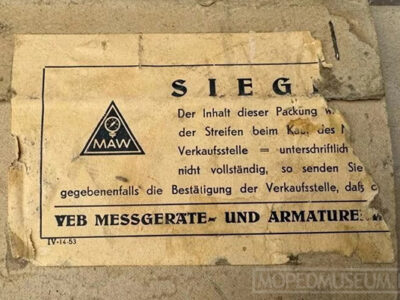 SIEG
Der Inhalt dieser Packung
der Streifen beim Kauf des
Verkaufsstelle = unterschriftlich
nicht vollständig, so senden Sie
gegebenenfalls die Bestätigung der Verkaufsstelle, daß
MAW
VEB MESSGERÄTE- UND ARMATURE
IV-14-53
MOPEDMUSEUM